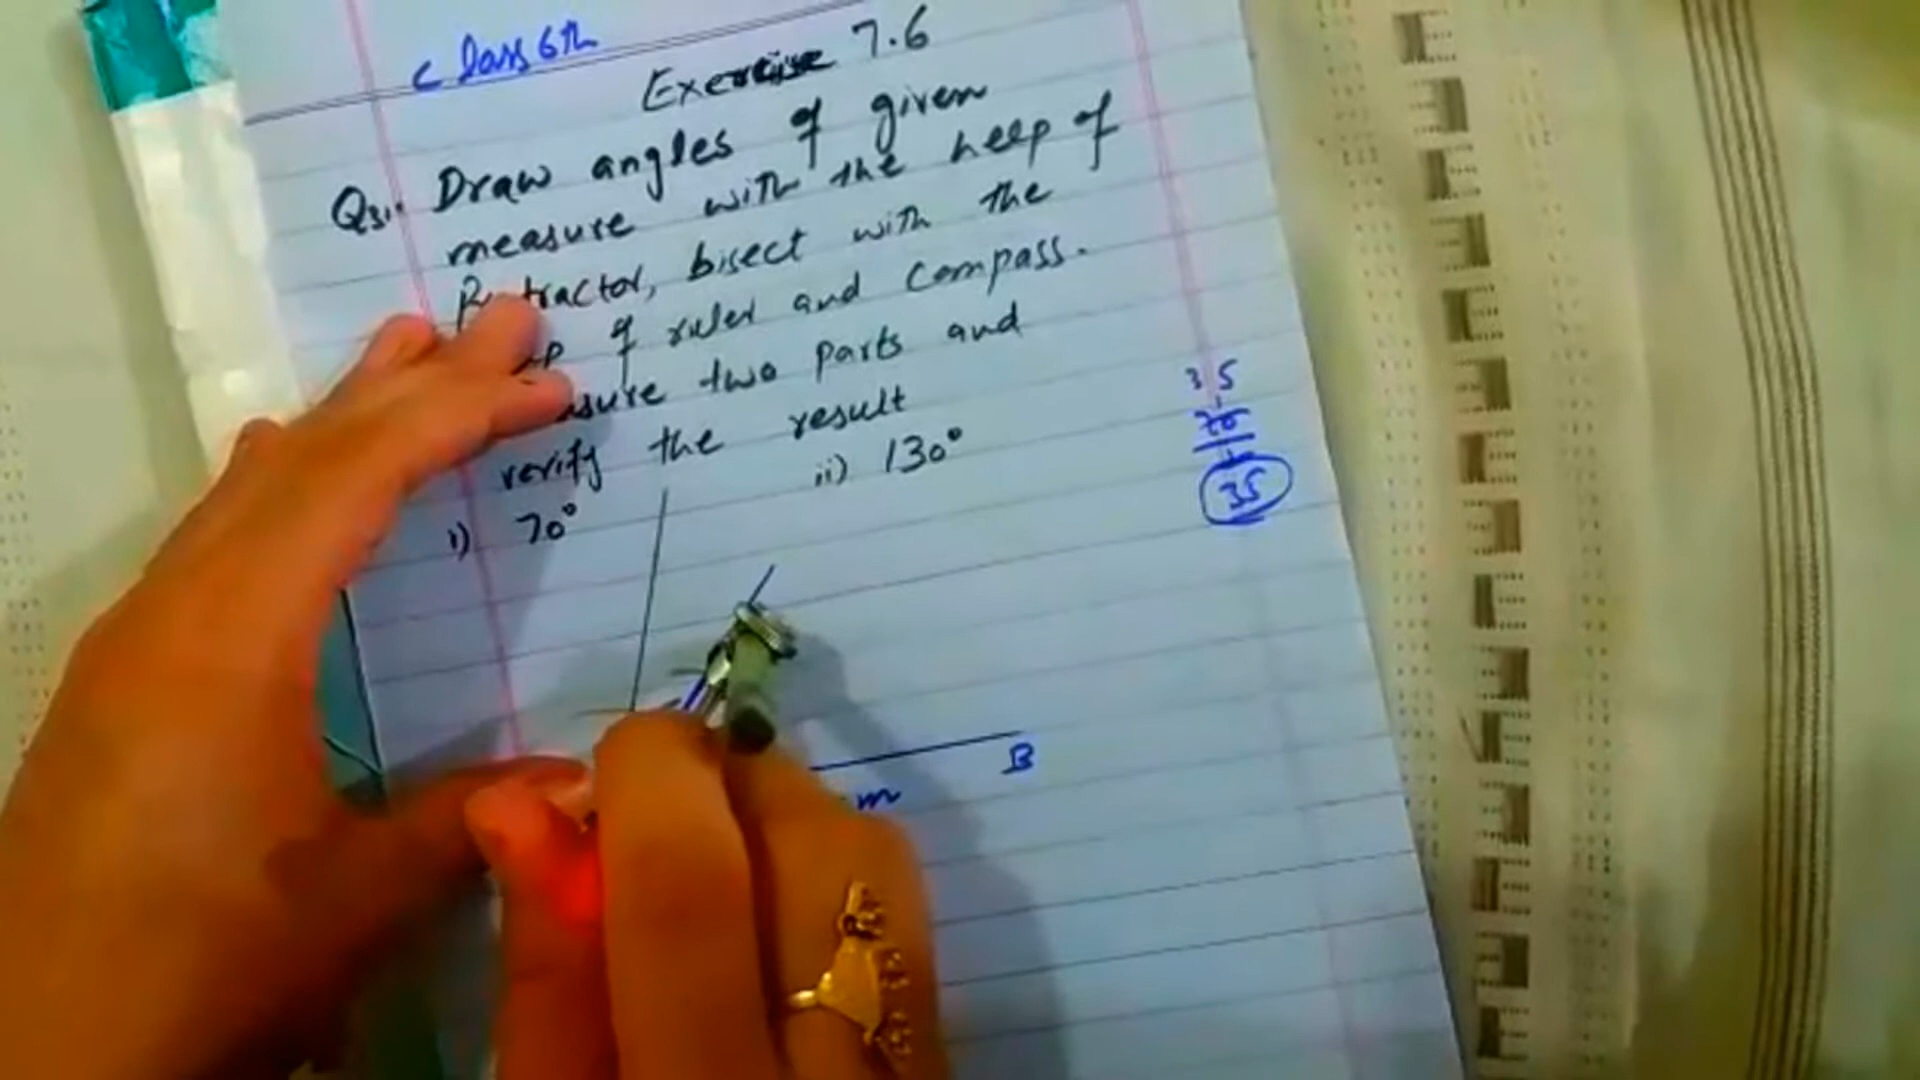 Class 6th
Exercise 7.6
Q3. Draw angles of given
measure with the help of
Protractor, bisect with the
of ruler and Compass.
two parts and
verify the result
i) 70° ii) 130°
35
70
35
B
m